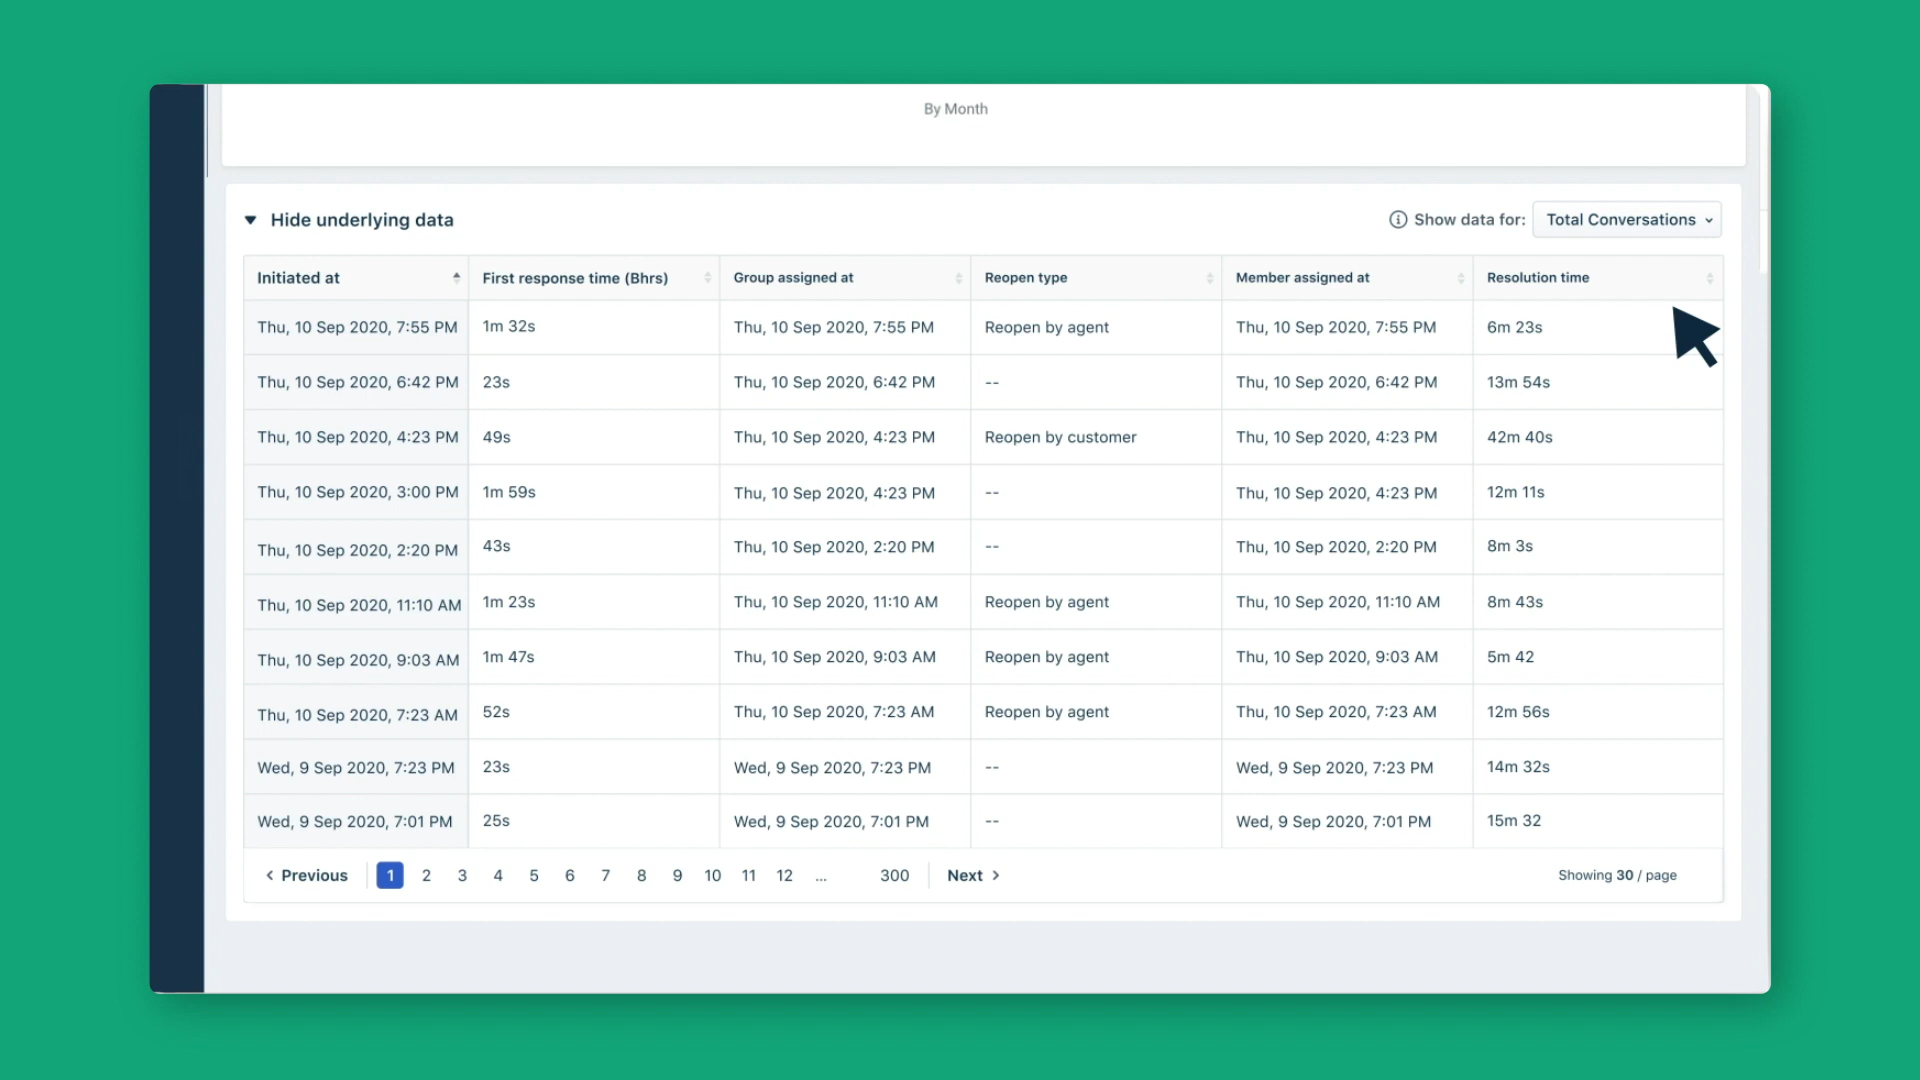 By Month
Hide underlying data
Show data for: Total Conversations
Initiated at First response time (Bhrs) Group assigned at Reopen type Member assigned at Resolution time
Thu, 10 Sep 2020, 7:55 PM 1m 32s Thu, 10 Sep 2020, 7:55 PM Reopen by agent Thu, 10 Sep 2020, 7:55 PM 6m 23s
Thu, 10 Sep 2020, 6:42 PM 23s Thu, 10 Sep 2020, 6:42 PM -- Thu, 10 Sep 2020, 6:42 PM 13m 54s
Thu, 10 Sep 2020, 4:23 PM 49s Thu, 10 Sep 2020, 4:23 PM Reopen by customer Thu, 10 Sep 2020, 4:23 PM 42m 40s
Thu, 10 Sep 2020, 3:00 PM 1m 59s Thu, 10 Sep 2020, 4:23 PM -- Thu, 10 Sep 2020, 4:23 PM 12m 11s
Thu, 10 Sep 2020, 2:20 PM 43s Thu, 10 Sep 2020, 2:20 PM -- Thu, 10 Sep 2020, 2:20 PM 8m 3s
Thu, 10 Sep 2020, 11:10 AM 1m 23s Thu, 10 Sep 2020, 11:10 AM Reopen by agent Thu, 10 Sep 2020, 11:10 AM 8m 43s
Thu, 10 Sep 2020, 9:03 AM 1m 47s Thu, 10 Sep 2020, 9:03 AM Reopen by agent Thu, 10 Sep 2020, 9:03 AM 5m 42
Thu, 10 Sep 2020, 7:23 AM 52s Thu, 10 Sep 2020, 7:23 AM Reopen by agent Thu, 10 Sep 2020, 7:23 AM 12m 56s
Wed, 9 Sep 2020, 7:23 PM 23s Wed, 9 Sep 2020, 7:23 PM -- Wed, 9 Sep 2020, 7:23 PM 14m 32s
Wed, 9 Sep 2020, 7:01 PM 25s Wed, 9 Sep 2020, 7:01 PM -- Wed, 9 Sep 2020, 7:01 PM 15m 32
Previous 1 2 3 4 5 6 7 8 9 10 11 12 ... 300 Next Showing 30 / page